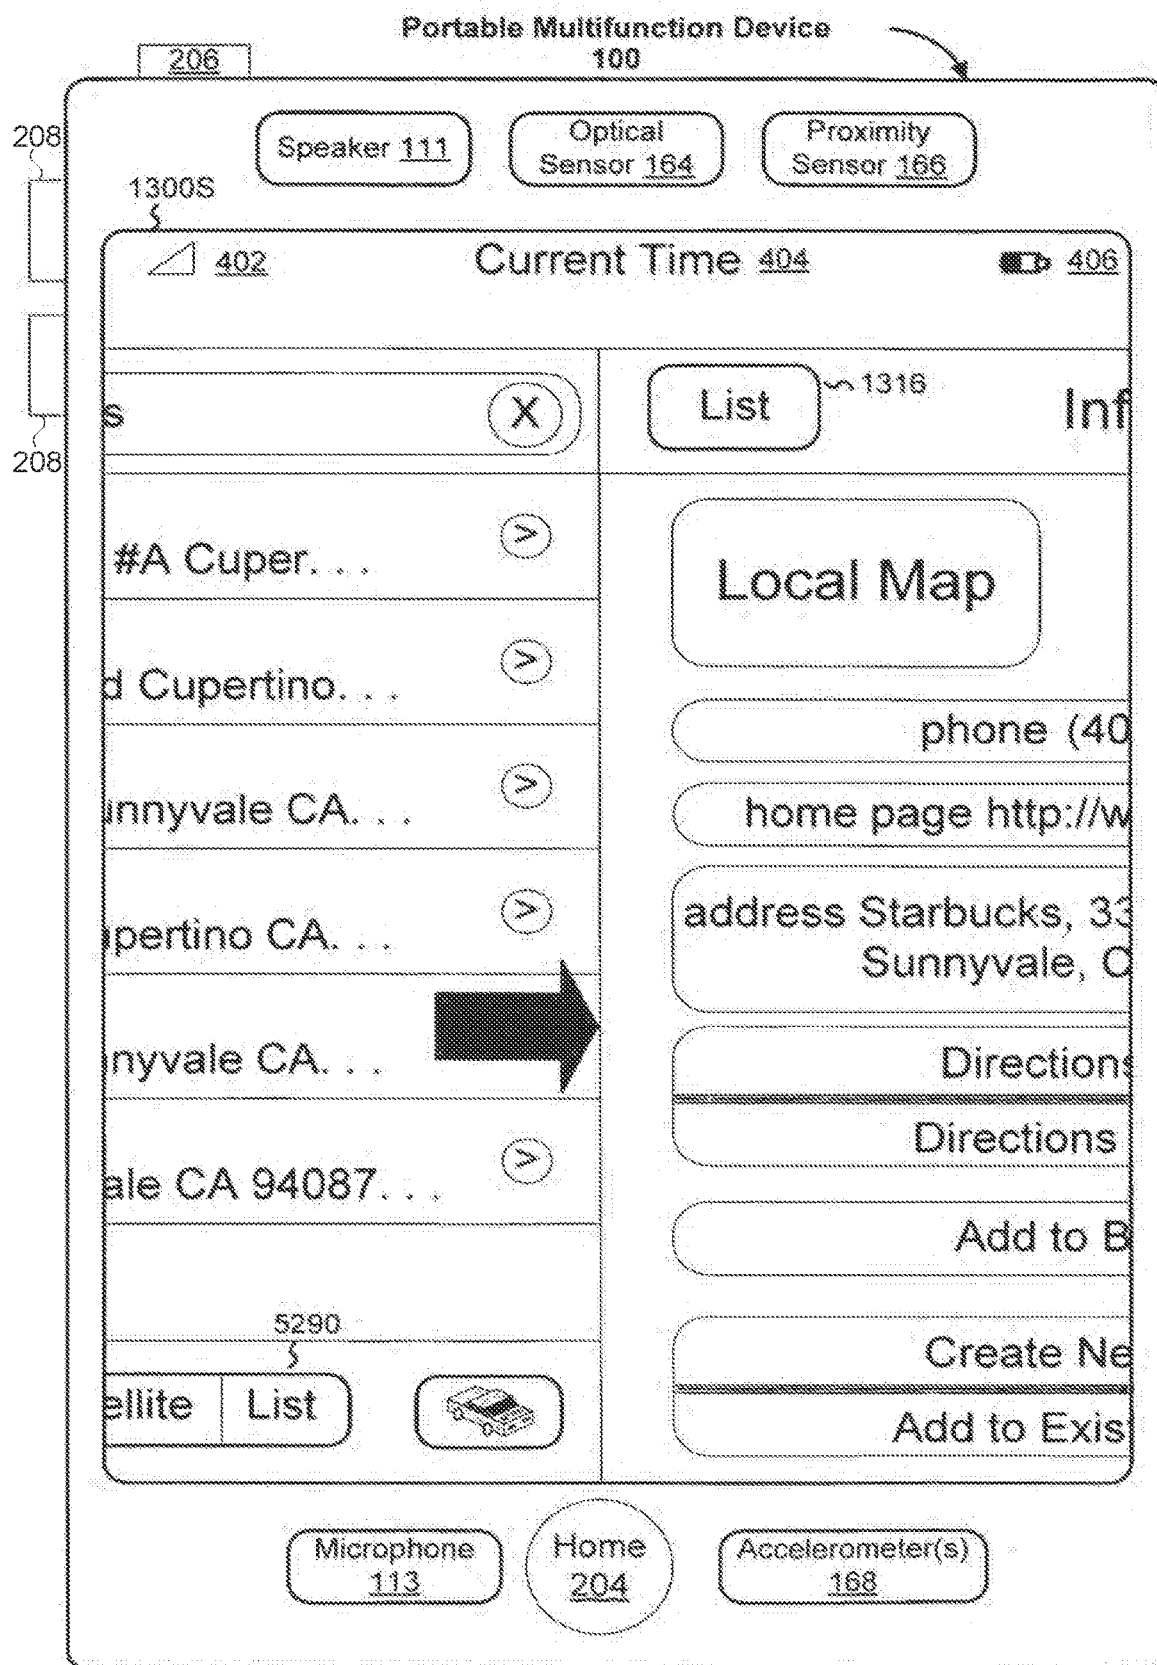 Portable Multifunction Device
100
206
208
Speaker 111
Optical
Sensor 164
Proximity
Sensor 166
1300S
402
Current Time 404
406
s
X
List
1316
Inf
208
#A Cuper. . .
>
Local Map
d Cupertino. . .
>
phone (40
unnyvale CA. . .
>
home page http://w
upertino CA. . .
>
address Starbucks, 33
Sunnyvale, C
nnyvale CA. . .
Directions
Directions
ale CA 94087. . .
>
Add to B
5290
Create Ne
ellite
List
Add to Exis
Microphone
113
Home
204
Accelerometer(s)
168